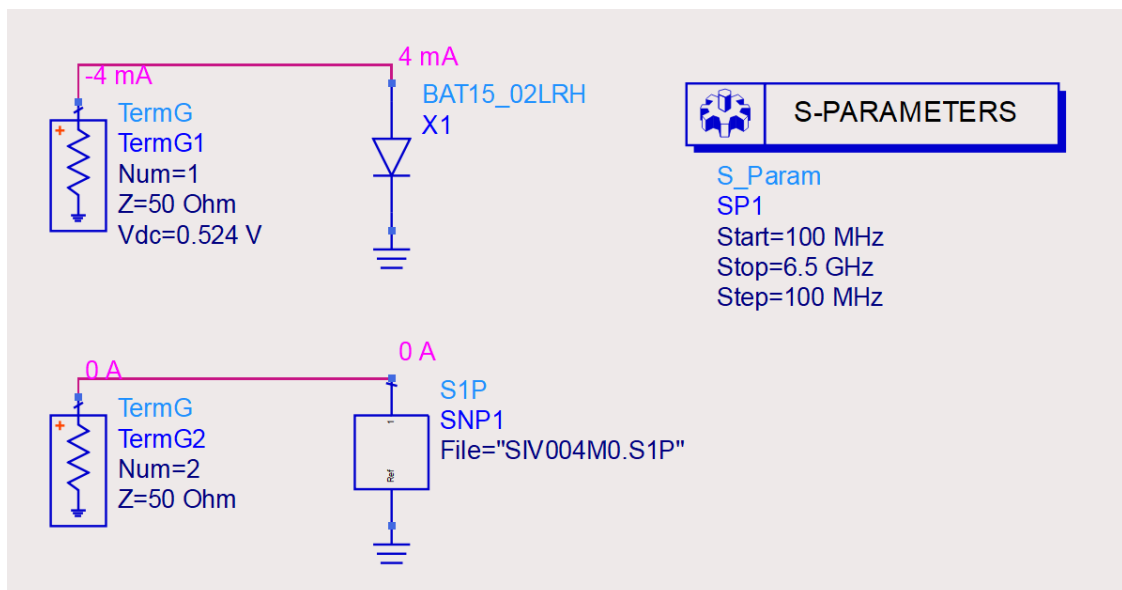 -4 mA
4 mA
TermG
TermG1
Num=1
Z=50 Ohm
Vdc=0.524 V
BAT15_02LRH
X1
S-PARAMETERS
S_Param
SP1
Start=100 MHz
Stop=6.5 GHz
Step=100 MHz
0 A
0 A
TermG
TermG2
Num=2
Z=50 Ohm
S1P
SNP1
File="SIV004M0.S1P"
1
Ref